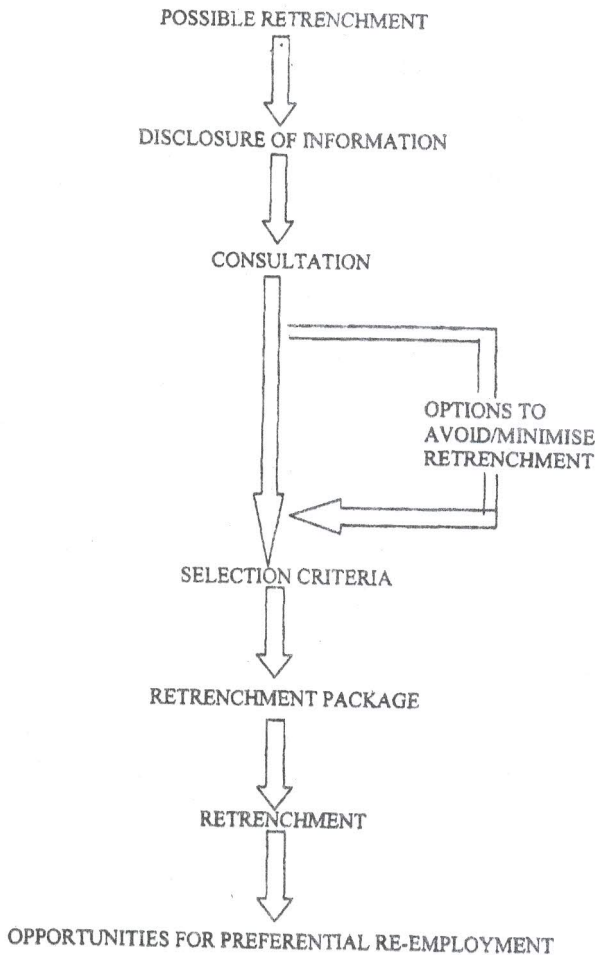 POSSIBLE RETRENCHMENT
DISCLOSURE OF INFORMATION
CONSULTATION
OPTIONS TO
AVOID/MINIMISE
RETRENCHMENT
SELECTION CRITERIA
RETRENCHMENT PACKAGE
RETRENCHMENT
OPPORTUNITIES FOR PREFERENTIAL RE-EMPLOYMENT